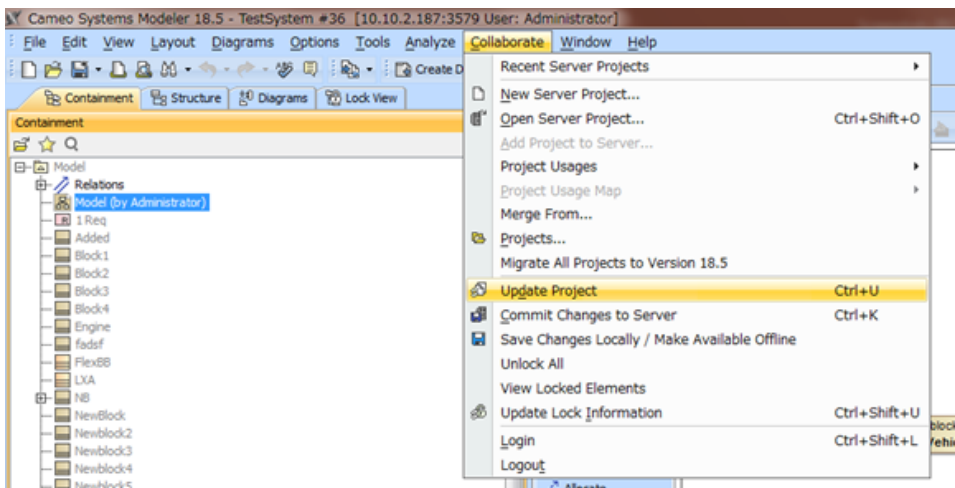 Cameo Systems Modeler 18.5 - TestSystem #36 [10.10.2.187:3579 User: Administrator]
File Edit View Layout Diagrams Options Tools Analyze Collaborate Window Help
Create D
Containment Structure Diagrams Lock View
Containment
Model
Relations
Model (by Administrator)
1 Req
Added
Block1
Block2
Block3
Block4
Engine
fadsf
FlexBB
LXA
NB
NewBlock
Newblock2
Newblock3
Newblock4
Newblock5
Recent Server Projects
New Server Project...
Open Server Project... Ctrl+Shift+O
Add Project to Server...
Project Usages
Project Usage Map
Merge From...
Projects...
Migrate All Projects to Version 18.5
Update Project Ctrl+U
Commit Changes to Server Ctrl+K
Save Changes Locally / Make Available Offline
Unlock All
View Locked Elements
Update Lock Information Ctrl+Shift+U
Login Ctrl+Shift+L
Logout
block
Vehi
Allocate